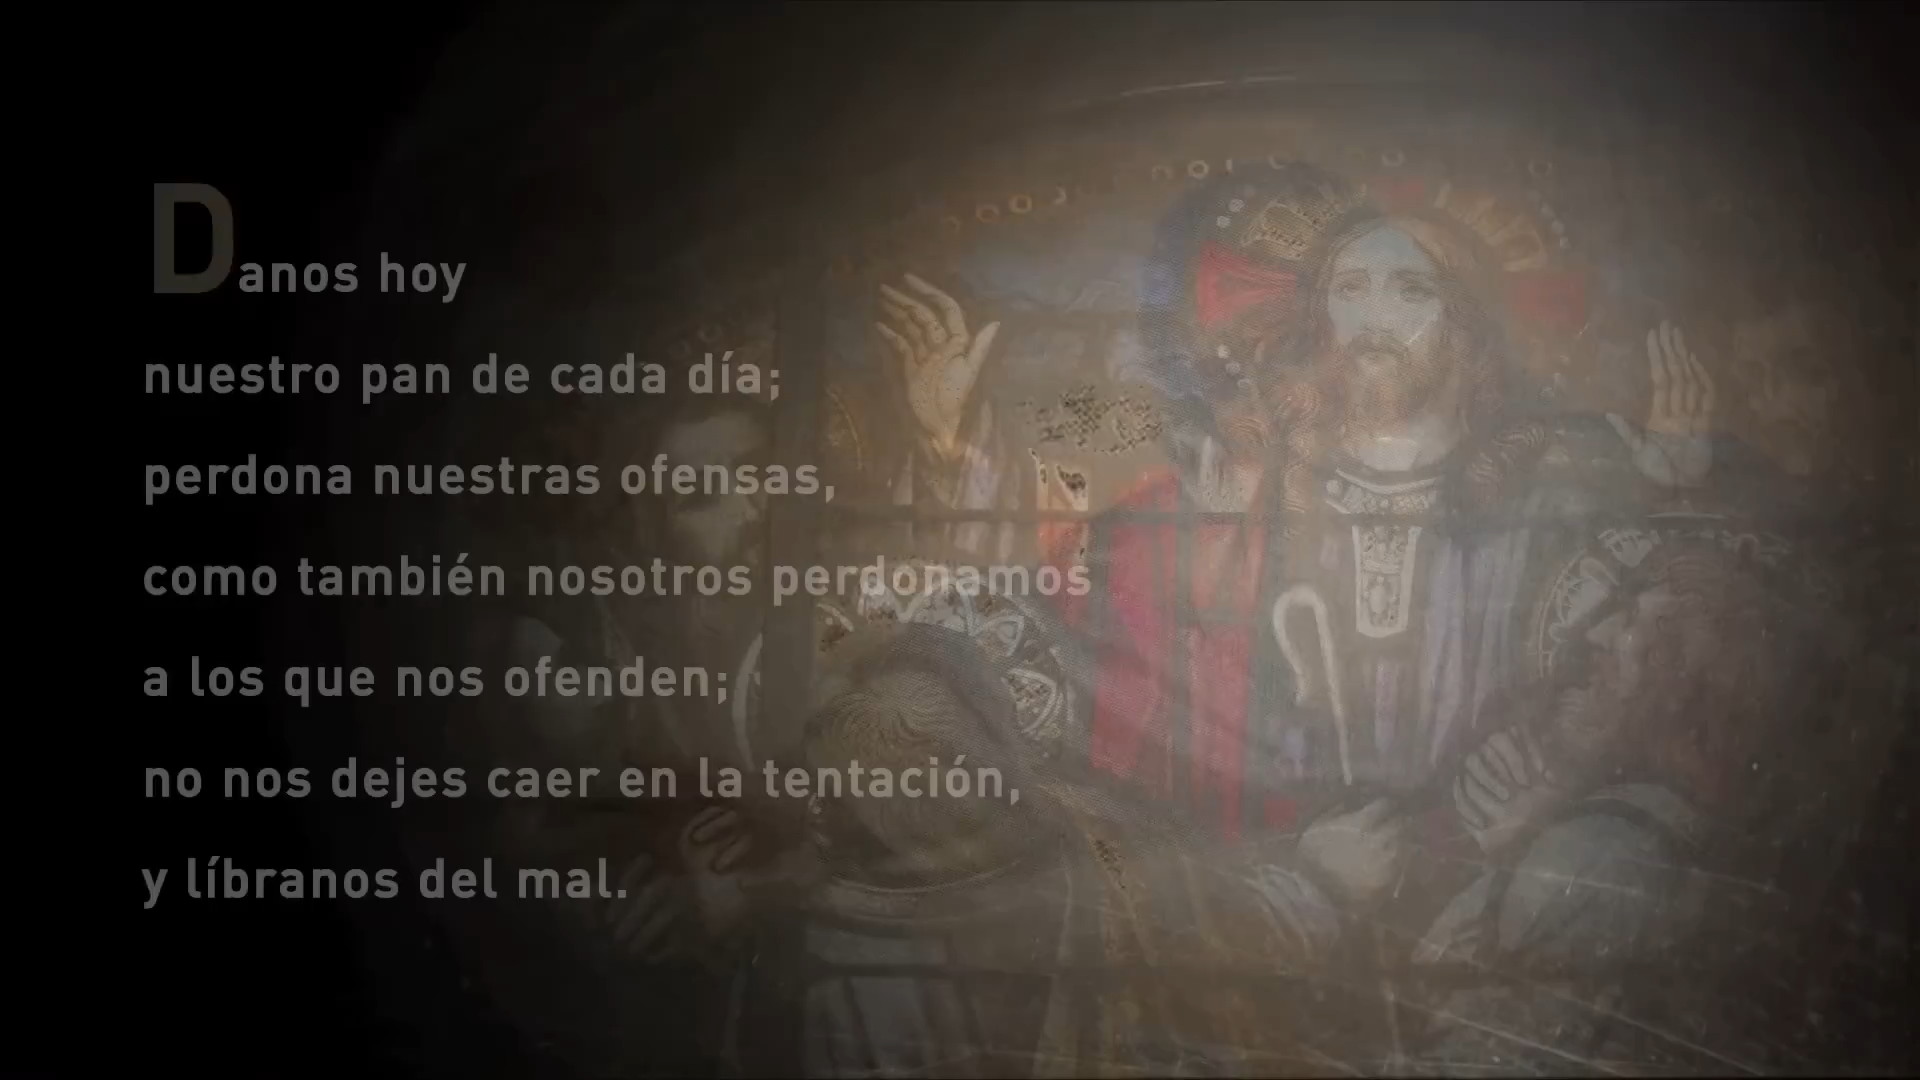 Danos hoy
nuestro pan de cada día;
perdona nuestras ofensas,
como también nosotros perdonamos
a los que nos ofenden;
no nos dejes caer en la tentación,
y líbranos del mal.